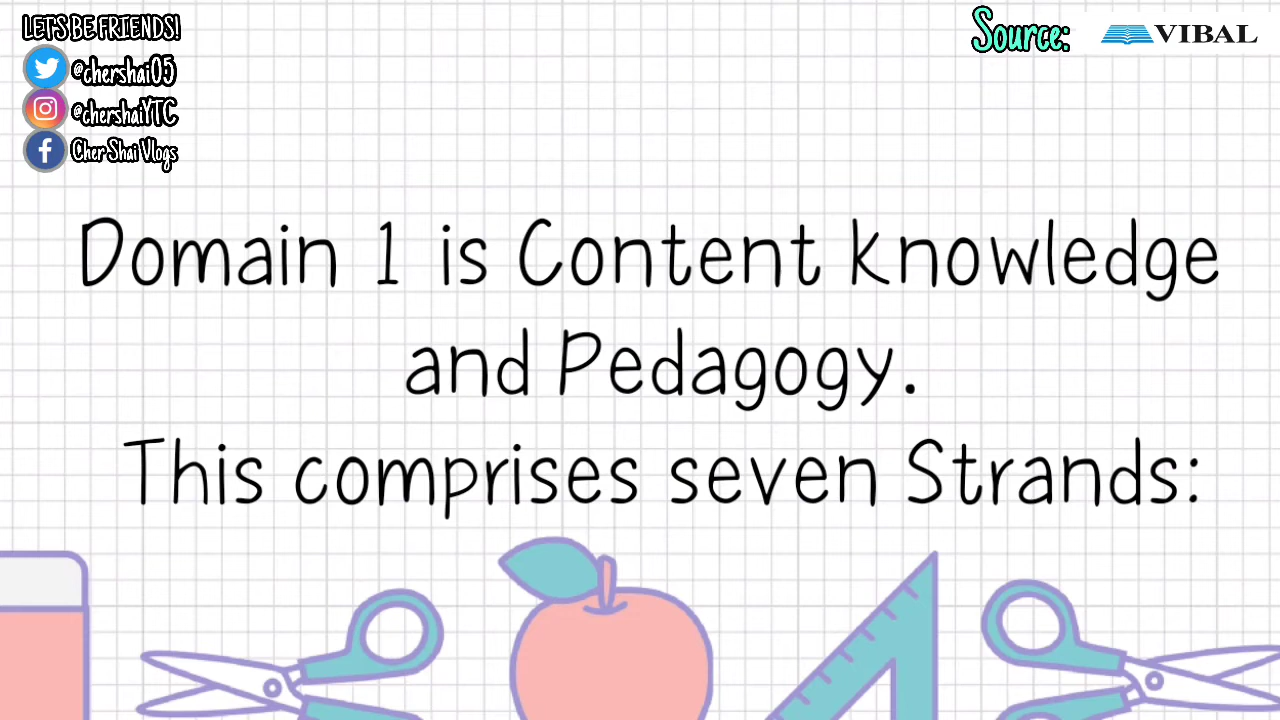 LET'S BE FRIENDS!
@chershai05
@chershaiYTC
Cher Shai Vlogs
Source: VIBAL
Domain 1 is Content knowledge
and Pedagogy.
This comprises seven Strands: